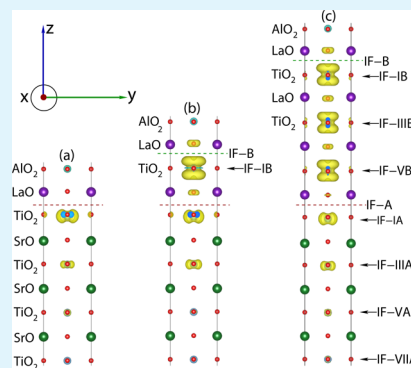 (c)
z
AlO2
LaO
IF-B
TiO2
IF-IB
x
y
(b)
LaO
AlO2
TiO2
IF-IIIB
(a)
LaO
IF-B
AlO2
TiO2
IF-IB
IF-VB
LaO
IF-A
TiO2
IF-IA
SrO
TiO2
IF-IIIA
SrO
TiO2
IF-VA
SrO
TiO2
IF-VIIA